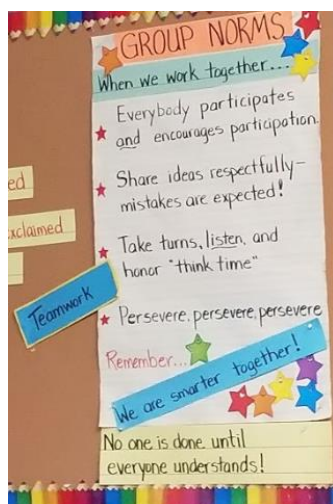 GROUP NORMS
When we work together...
Everybody participates
and encourages participation.
Share ideas respectfully-
mistakes are expected!
ed
xclaimed
Take turns, listen, and
honor "think time"
Teamwork
Persevere, persevere, persevere
Remember...
We are smarter together!
No one is done until
everyone understands!